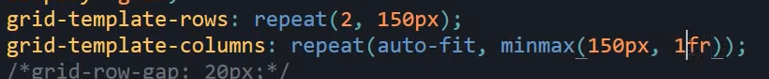 grid-template-rows: repeat(2, 150px);
grid-template-columns: repeat(auto-fit, minmax(150px, 1fr));
/*grid-row-gap: 20px;*/